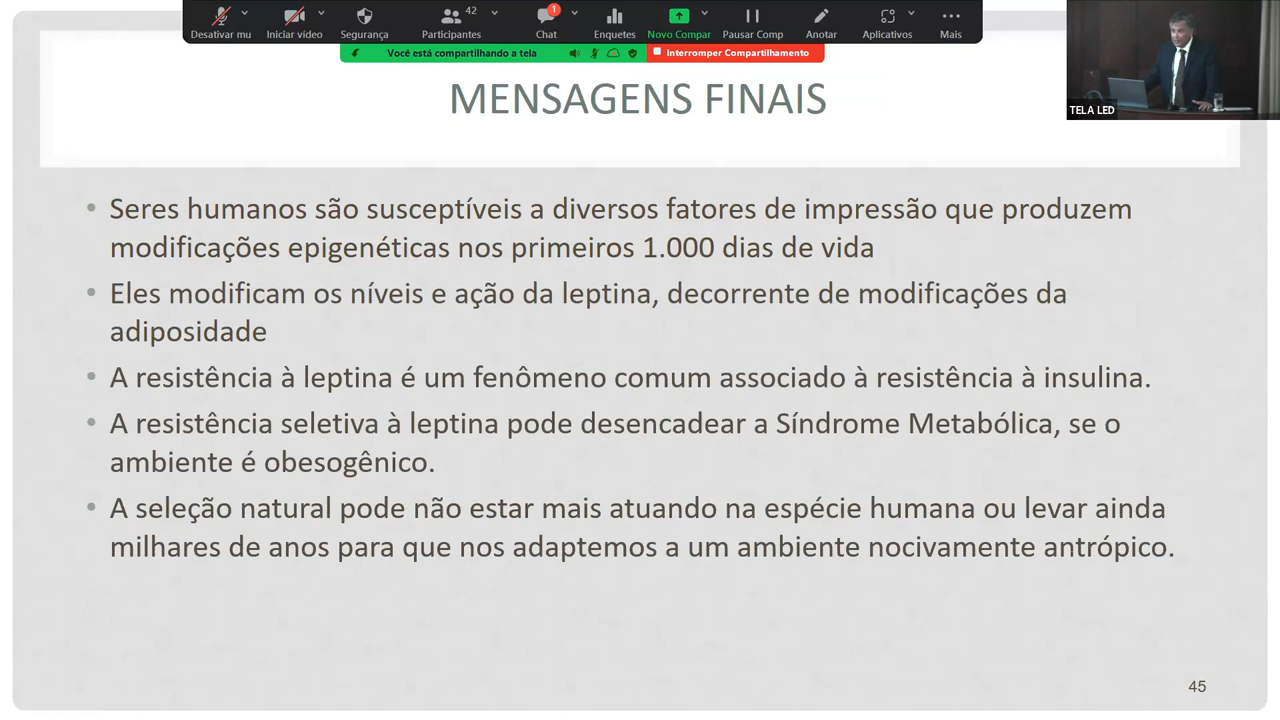 42
1
Desativar mu
Iniciar vídeo
Segurança
Participantes
Chat
Enquetes
Novo Compar
Pausar Comp
Anotar
Aplicativos
Mais
Você está compartilhando a tela
Interromper Compartilhamento
TELA LED
MENSAGENS FINAIS
• Seres humanos são susceptíveis a diversos fatores de impressão que produzem
modificações epigenéticas nos primeiros 1.000 dias de vida
• Eles modificam os níveis e ação da leptina, decorrente de modificações da
adiposidade
• A resistência à leptina é um fenômeno comum associado à resistência à insulina.
• A resistência seletiva à leptina pode desencadear a Síndrome Metabólica, se o
ambiente é obesogênico.
• A seleção natural pode não estar mais atuando na espécie humana ou levar ainda
milhares de anos para que nos adaptemos a um ambiente nocivamente antrópico.
45